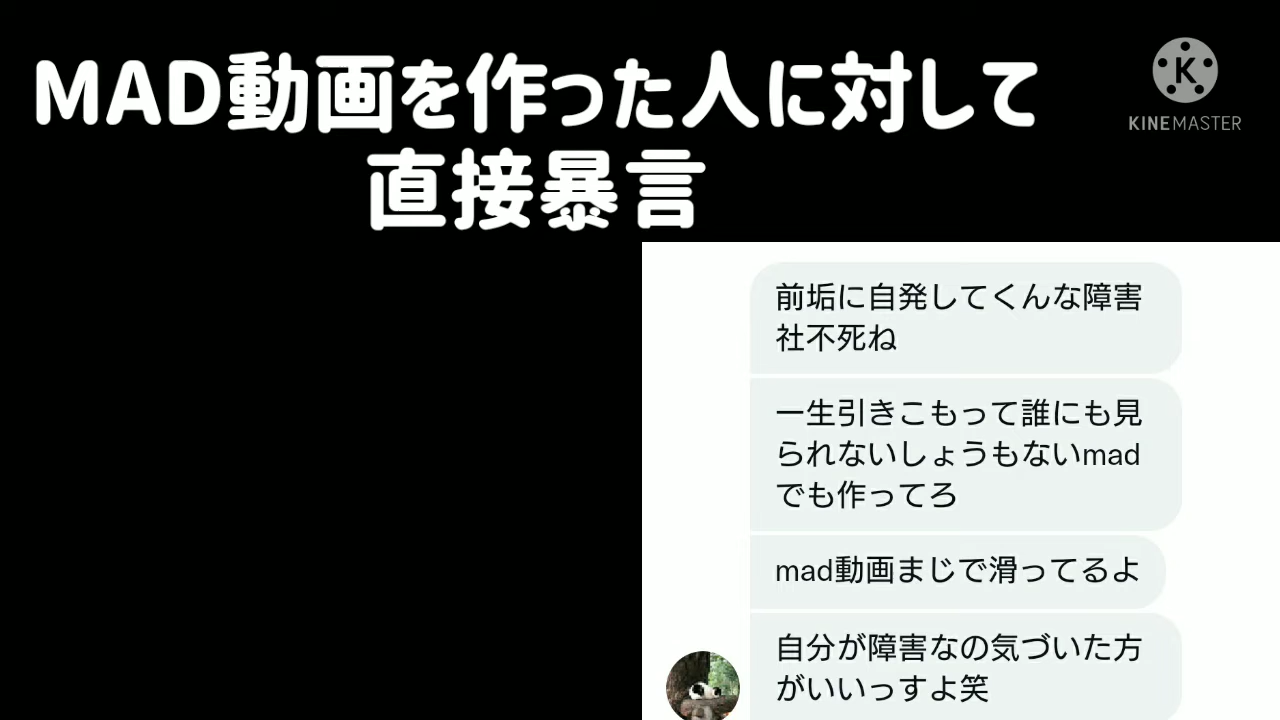 MAD動画を作った人に対して
直接暴言
KINEMASTER
前垢に自発してくんな障害
社不死ね
一生引きこもって誰にも見
られないしょうもないmad
でも作ってろ
mad動画まじで滑ってるよ
自分が障害なの気づいた方
がいいっすよ笑